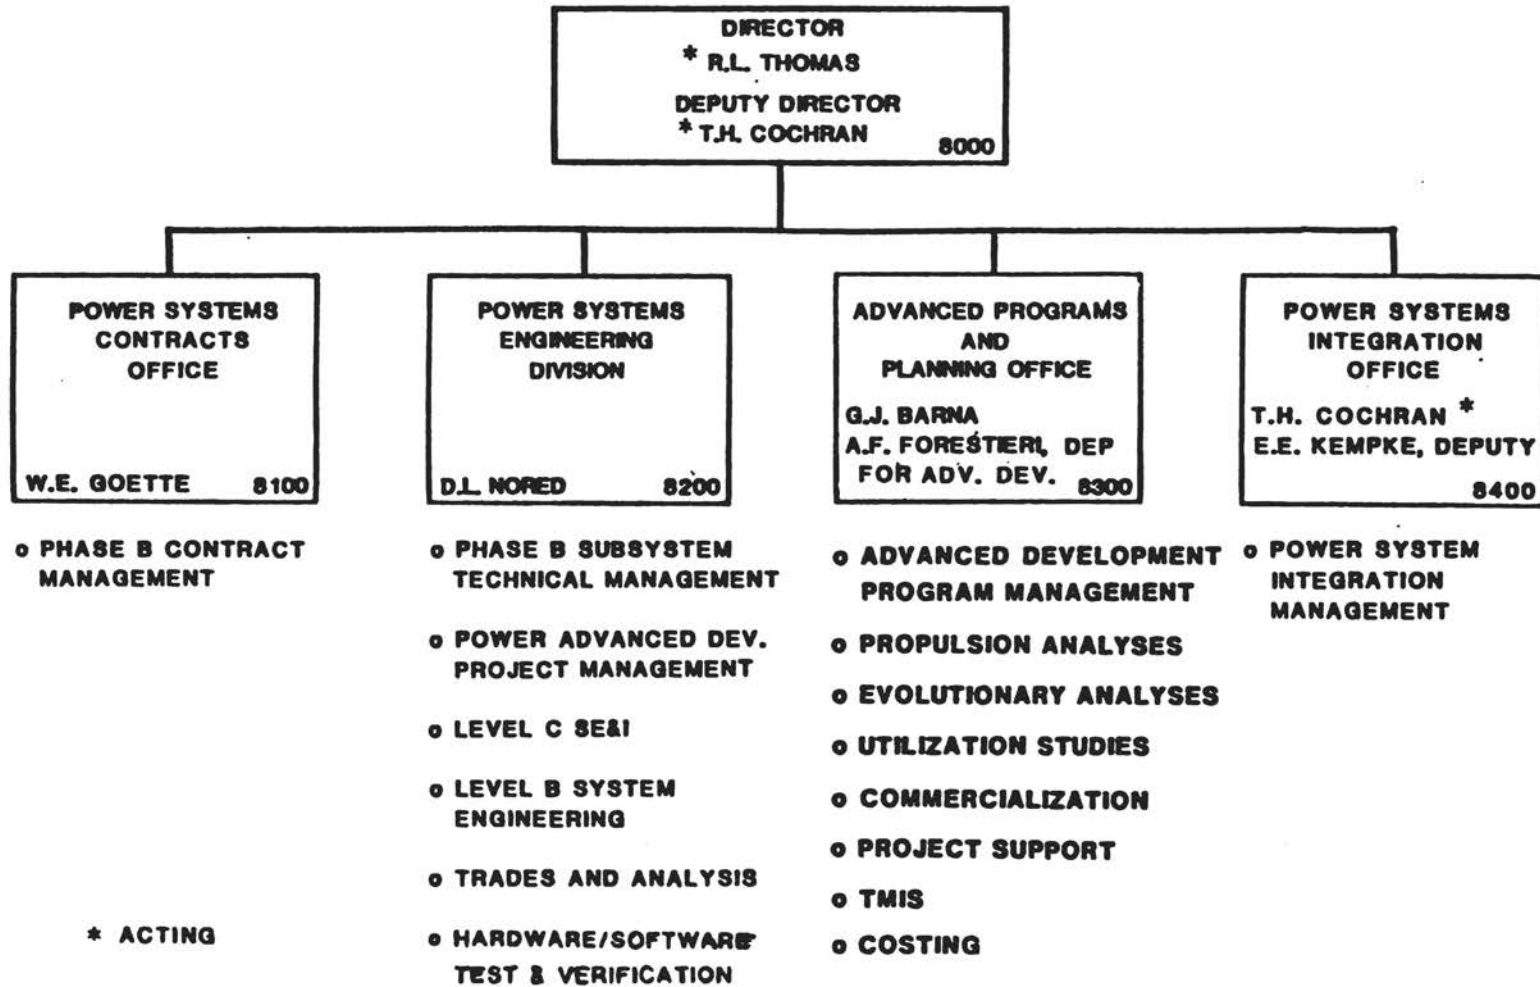 DIRECTOR
* R.L. THOMAS
DEPUTY DIRECTOR
* T.H. COCHRAN
8000
POWER SYSTEMS
CONTRACTS
OFFICE
W.E. GOETTE 8100
o PHASE B CONTRACT
MANAGEMENT
POWER SYSTEMS
ENGINEERING
DIVISION
D.L. NORED 8200
o PHASE B SUBSYSTEM
TECHNICAL MANAGEMENT
o POWER ADVANCED DEV.
PROJECT MANAGEMENT
o LEVEL C SE&I
o LEVEL B SYSTEM
ENGINEERING
o TRADES AND ANALYSIS
o HARDWARE/SOFTWARE
TEST & VERIFICATION
ADVANCED PROGRAMS
AND
PLANNING OFFICE
G.J. BARNA
A.F. FORESTIERI, DEP
FOR ADV. DEV. 8300
o ADVANCED DEVELOPMENT
PROGRAM MANAGEMENT
o PROPULSION ANALYSES
o EVOLUTIONARY ANALYSES
o UTILIZATION STUDIES
o COMMERCIALIZATION
o PROJECT SUPPORT
o TMIS
o COSTING
POWER SYSTEMS
INTEGRATION
OFFICE
T.H. COCHRAN *
E.E. KEMPKE, DEPUTY
8400
o POWER SYSTEM
INTEGRATION
MANAGEMENT
* ACTING